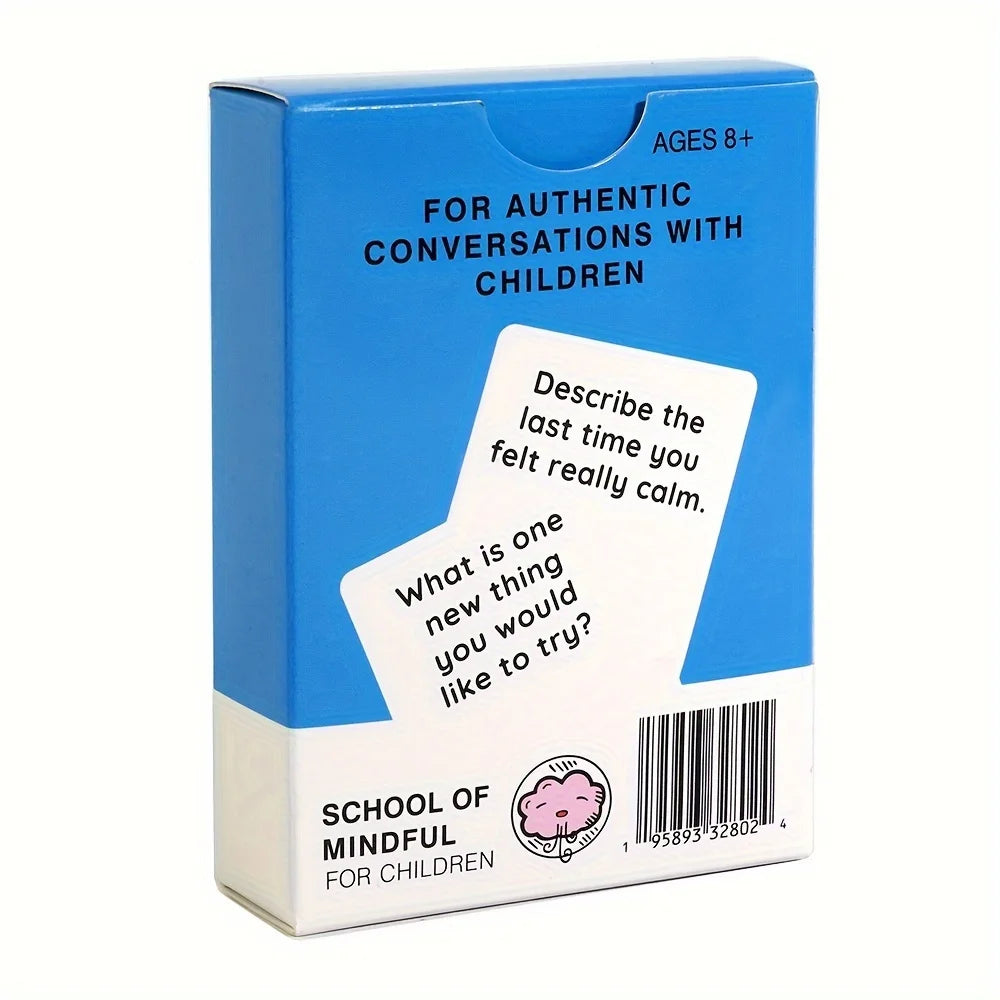 AGES 8+
FOR AUTHENTIC
CONVERSATIONS WITH
CHILDREN
Describe the
last time you
felt really calm.
What is one
new thing
you would
like to try?
SCHOOL OF
MINDFUL
FOR CHILDREN
1 95893 32802 4